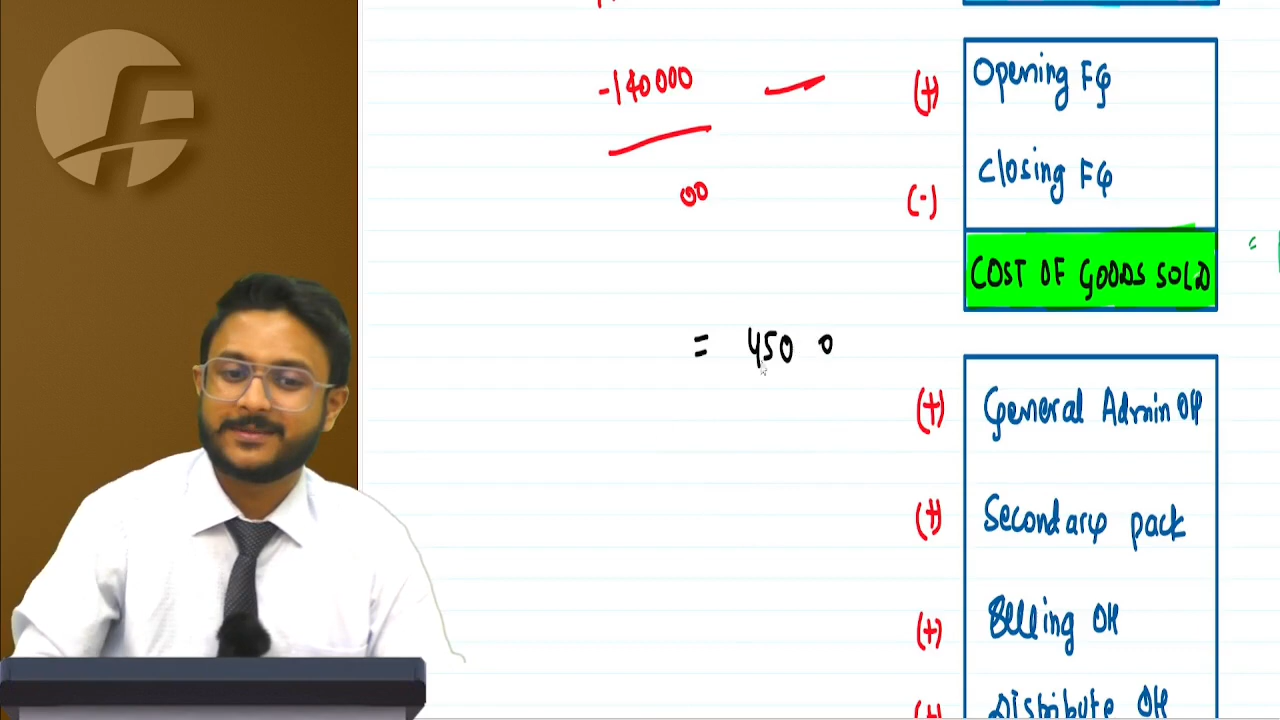 -140000 (+) Opening FG
00 (-) Closing FG
COST OF GOODS SOLD =
= 450 0
(+) General Admin OH
(+) Secondary pack
(+) Selling OH
(+) Distribute OH